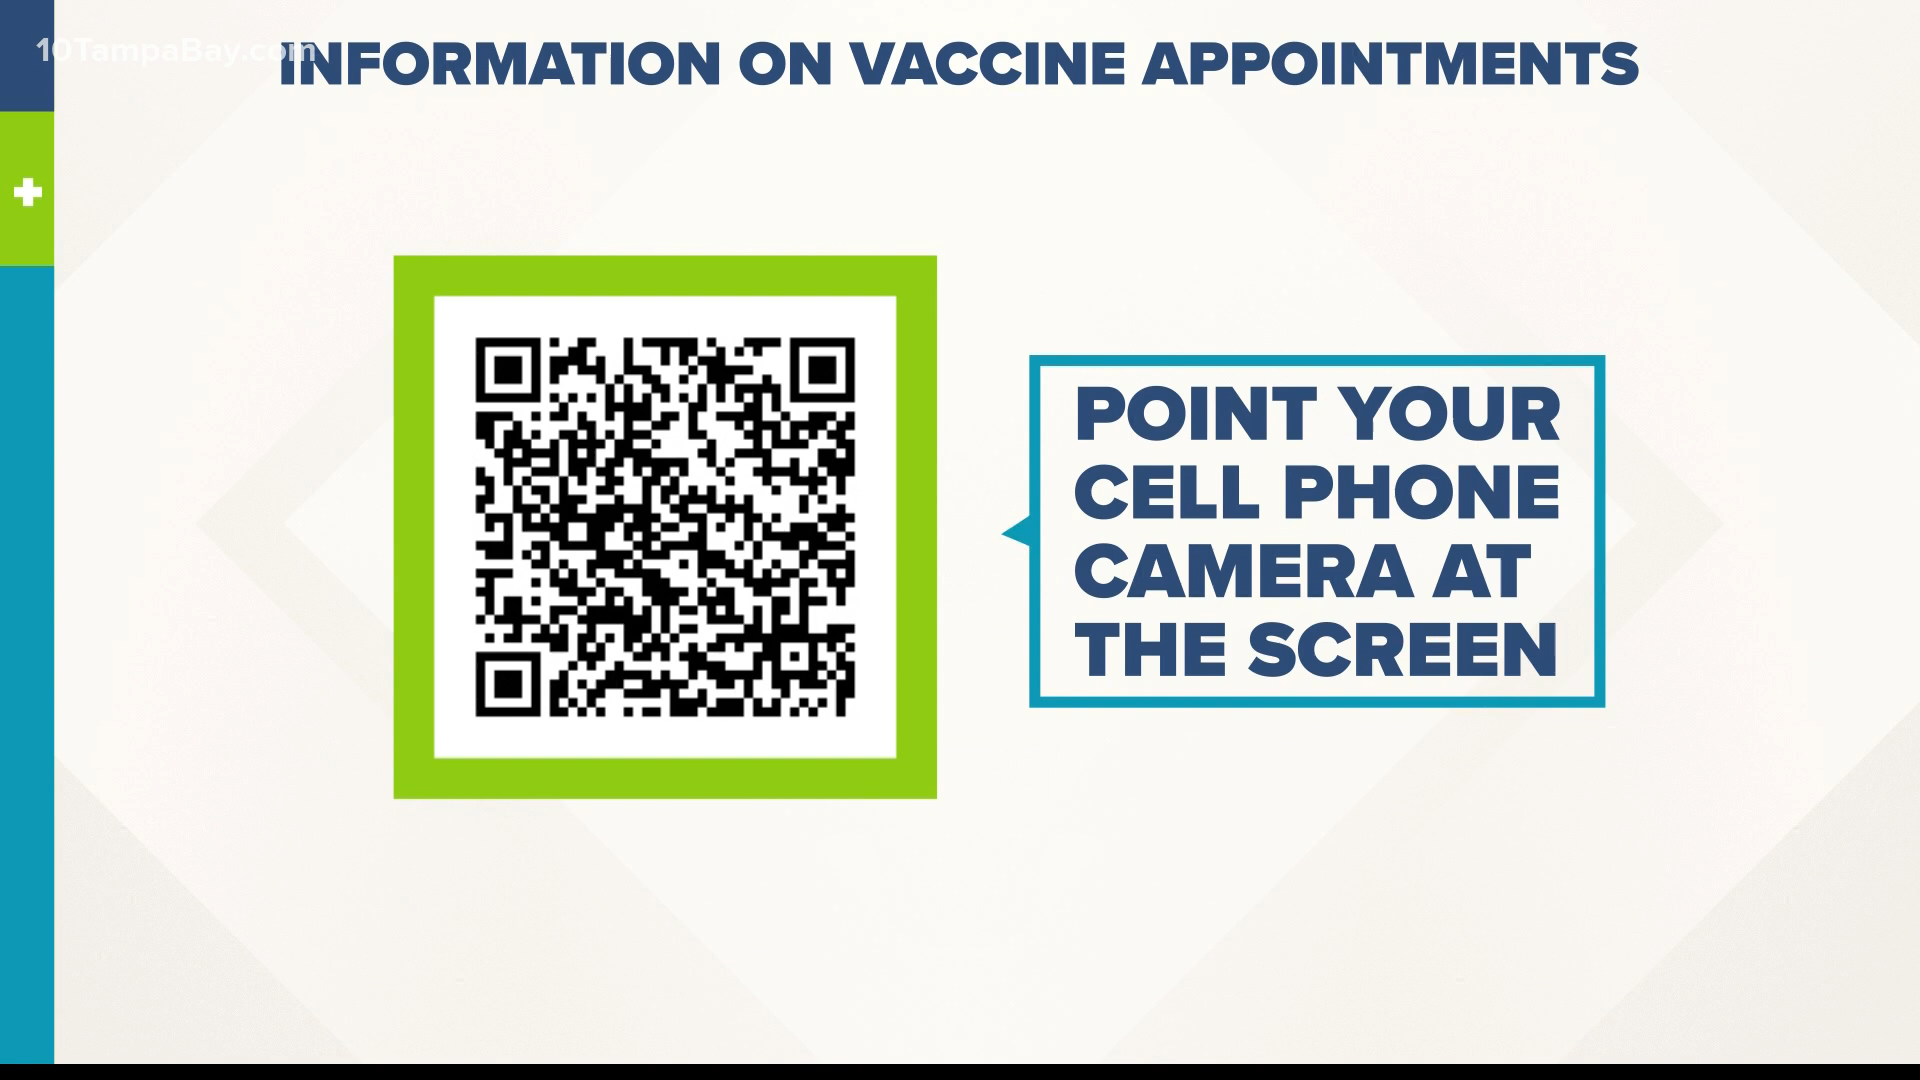 10TampaBay.com
INFORMATION ON VACCINE APPOINTMENTS
POINT YOUR
CELL PHONE
CAMERA AT
THE SCREEN